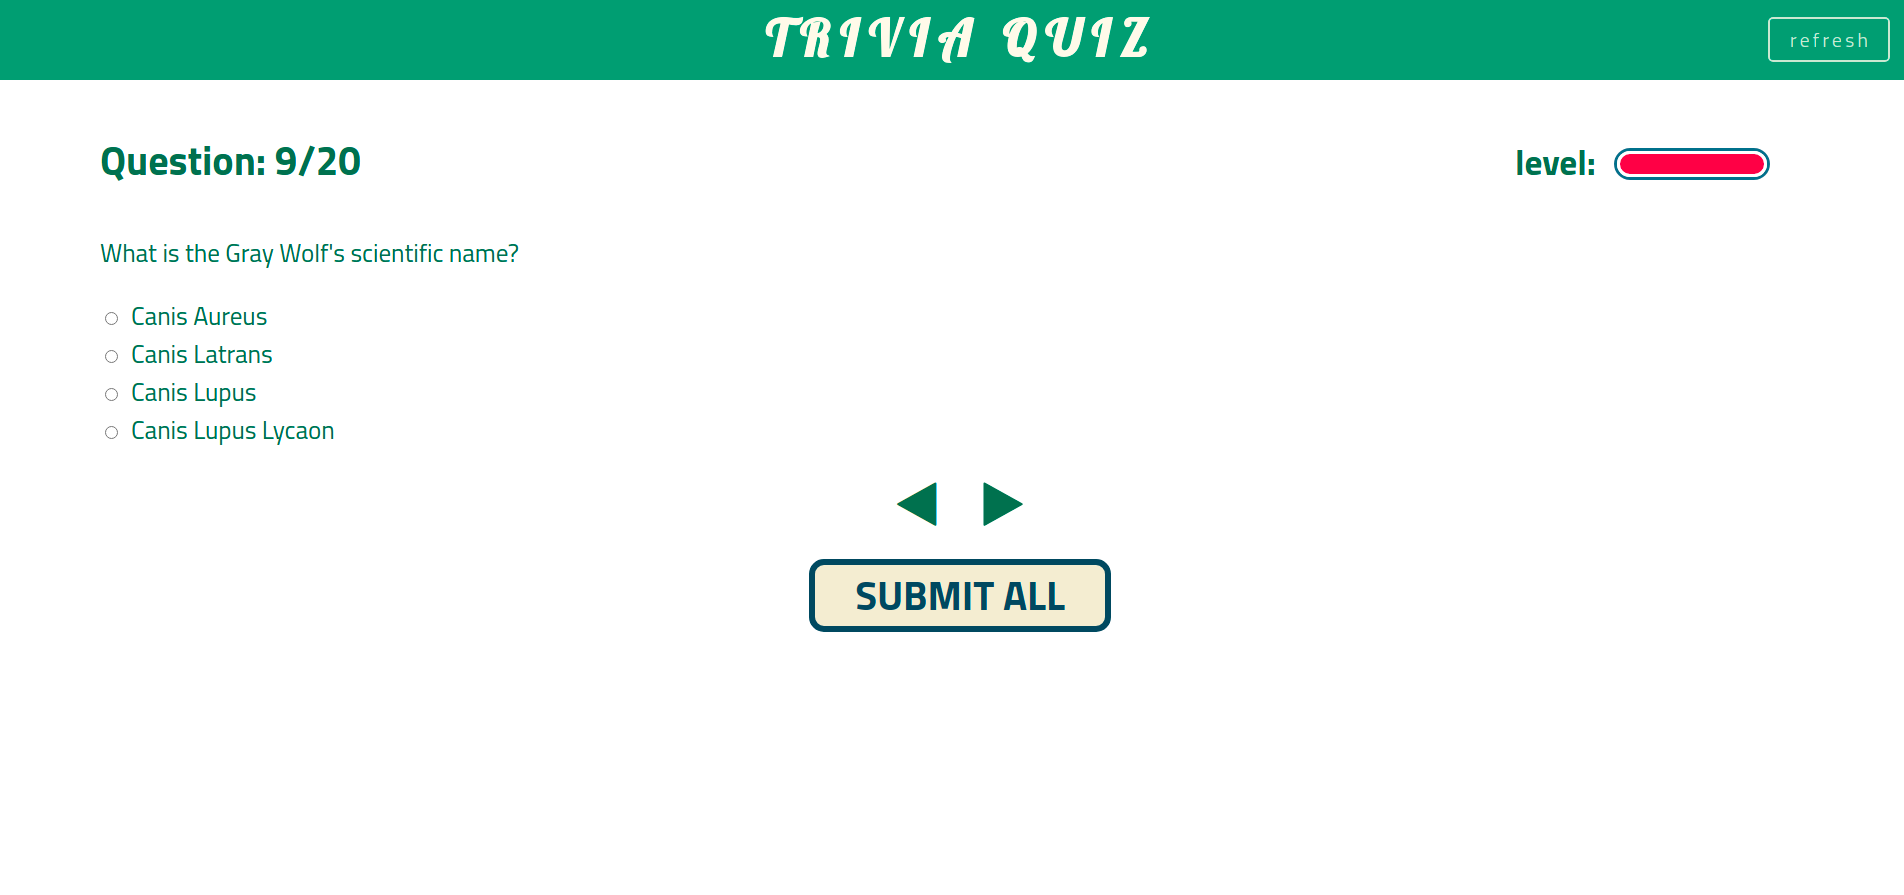 TRIVIA QUIZ
refresh
Question: 9/20
level:
What is the Gray Wolf's scientific name?
Canis Aureus
Canis Latrans
Canis Lupus
Canis Lupus Lycaon
SUBMIT ALL